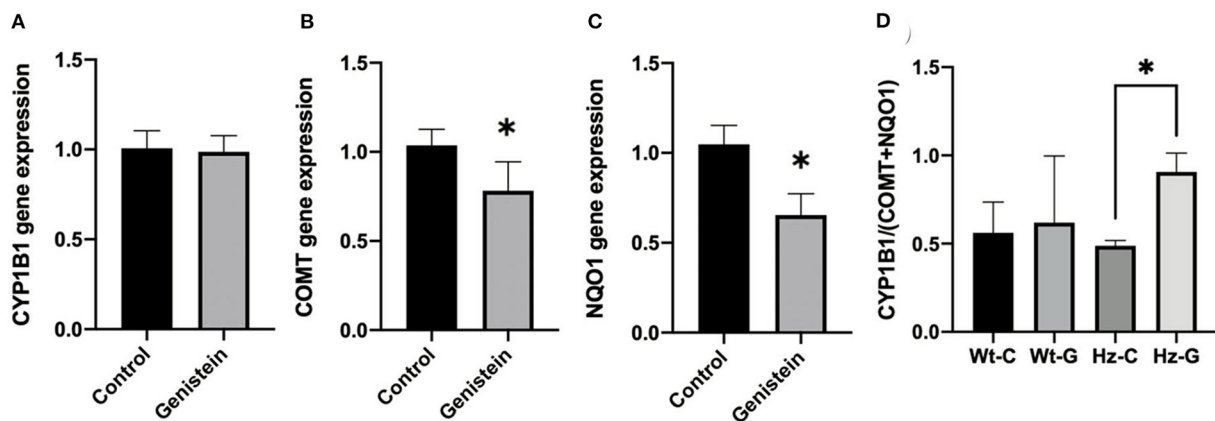 A
CYP1B1 gene expression
1.5
1.0
0.5
0.0
Control
Genistein
B
COMT gene expression
1.5
1.0
0.5
0.0
*
Control
Genistein
C
NQO1 gene expression
1.5
1.0
0.5
0.0
*
Control
Genistein
D
)
CYP1B1/(COMT+NQO1)
1.5
1.0
0.5
0.0
*
Wt-C
Wt-G
Hz-C
Hz-G